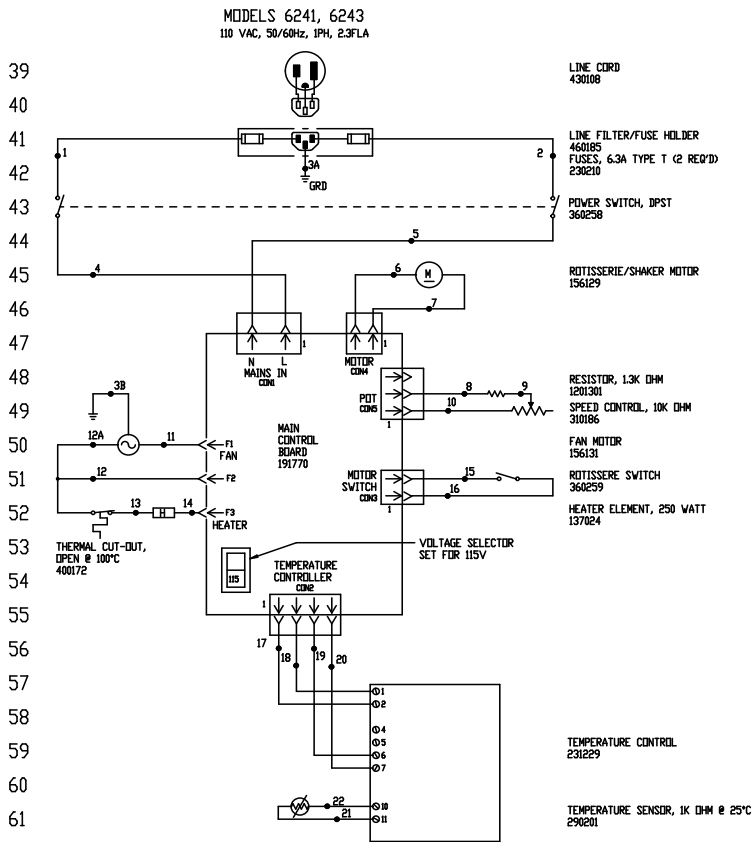 MODELS 6241, 6243
110 VAC, 50/60Hz, 1PH, 2.3FLA
39
LINE CORD
430108
40
41
LINE FILTER/FUSE HOLDER
460185
FUSES, 6.3A TYPE T (2 REQ'D)
230210
1
2
3A
GRD
42
43
POWER SWITCH, DPST
360258
44
5
45
4
6
M
ROTISSERIE/SHAKER MOTOR
156129
46
7
47
1
1
N
L
MAINS IN
CON1
MOTOR
CON4
48
RESISTOR, 1.3K OHM
1201301
3B
8
9
POT
CON5
10
1
49
SPEED CONTROL, 10K OHM
310186
12A
11
F1
FAN
MAIN
CONTROL
BOARD
191770
50
FAN MOTOR
156131
51
12
F2
MOTOR
SWITCH
CON3
15
16
1
ROTISSERE SWITCH
360259
52
13
H
14
F3
HEATER
HEATER ELEMENT, 250 WATT
137024
53
THERMAL CUT-OUT,
OPEN @ 100°C
400172
VOLTAGE SELECTOR
SET FOR 115V
115
54
TEMPERATURE
CONTROLLER
CON2
1
55
56
17
18
19
20
57
1
2
58
4
5
59
6
7
TEMPERATURE CONTROL
231229
60
22
10
61
21
11
TEMPERATURE SENSOR, 1K OHM @ 25°C
290201